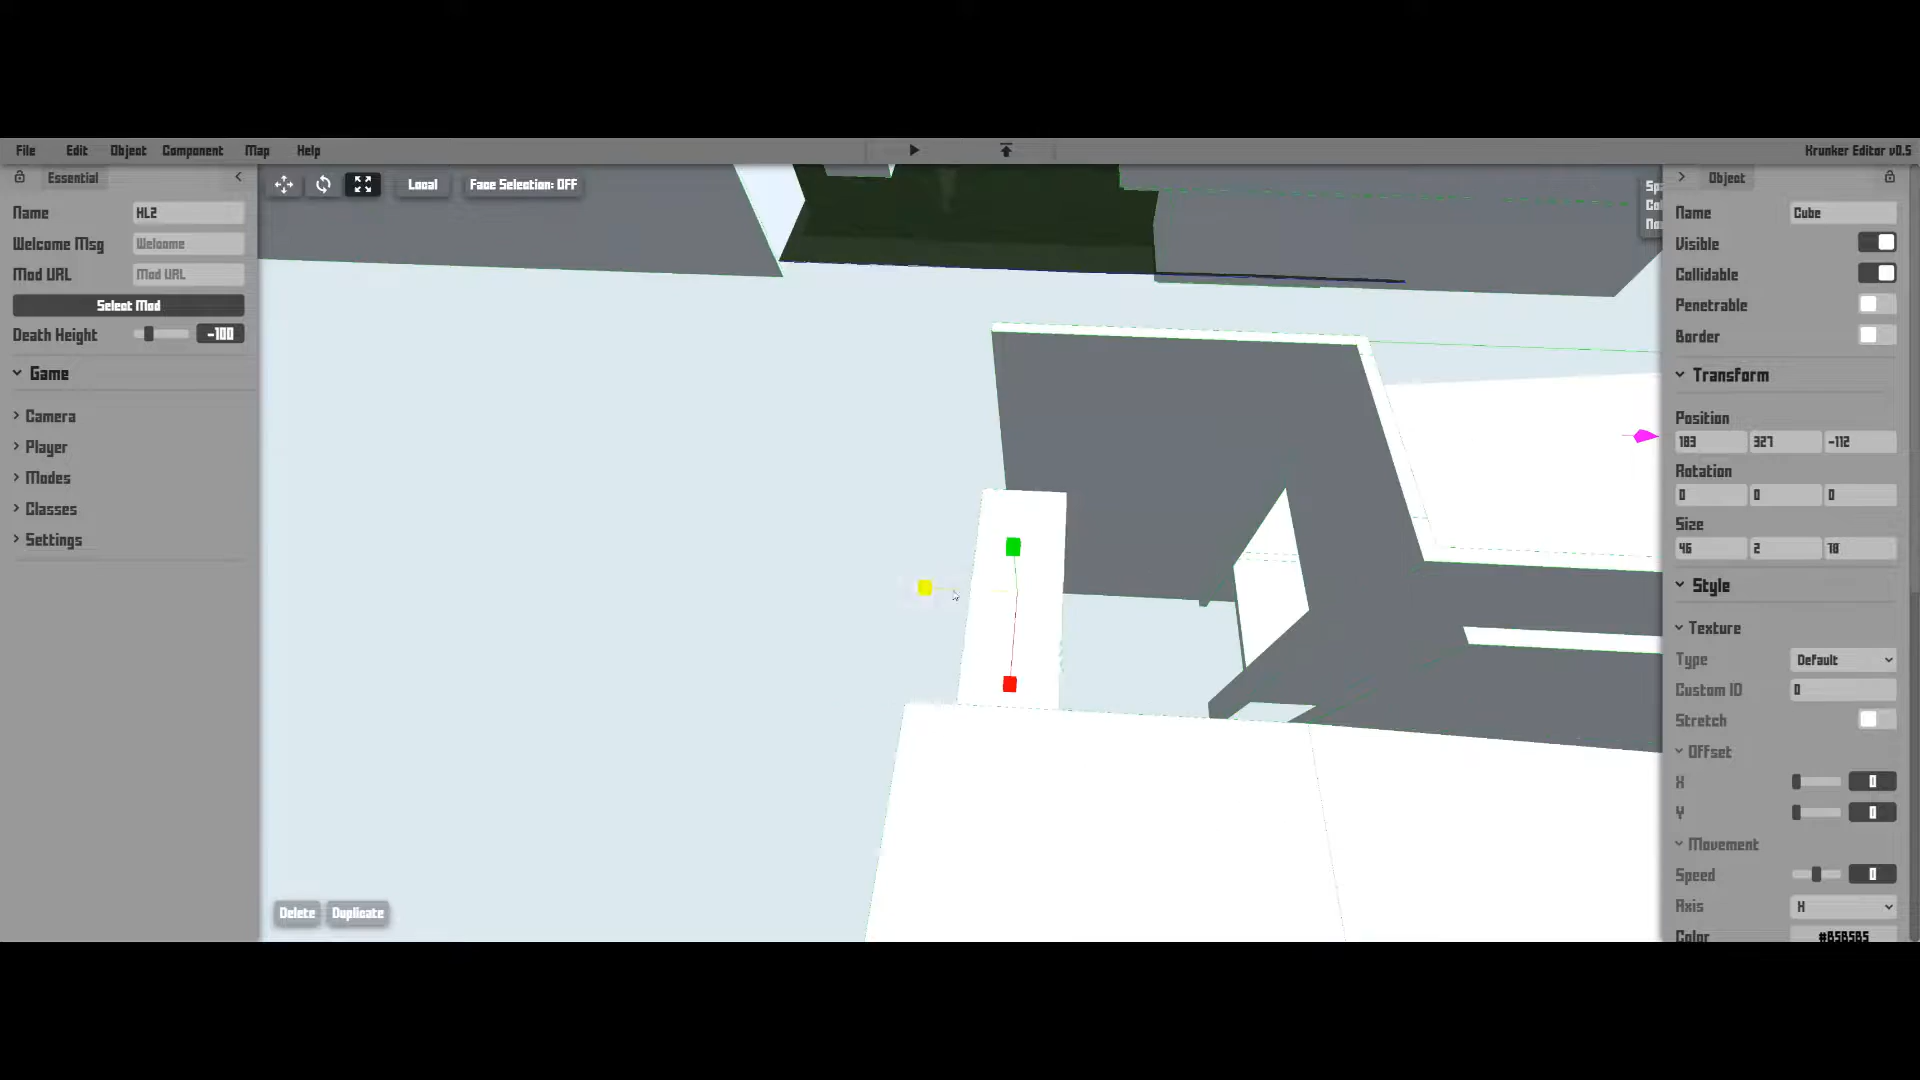 File Edit Object Component Map Help Krunker Editor v0.5
Essential
Name HL2
Welcome Msg Welcome
Mod URL Mod URL
Select Mod
Death Height -100
Game
Camera
Player
Modes
Classes
Settings
Local Face Selection: OFF
Delete Duplicate
Object
Name Cube
Visible
Collidable
Penetrable
Border
Transform
Position
183 327 -112
Rotation
0 0 0
Size
46 2 18
Style
Texture
Type Default
Custom ID 0
Stretch
Offset
X 0
Y 0
Movement
Speed 0
Axis X
Color #B5B5B5